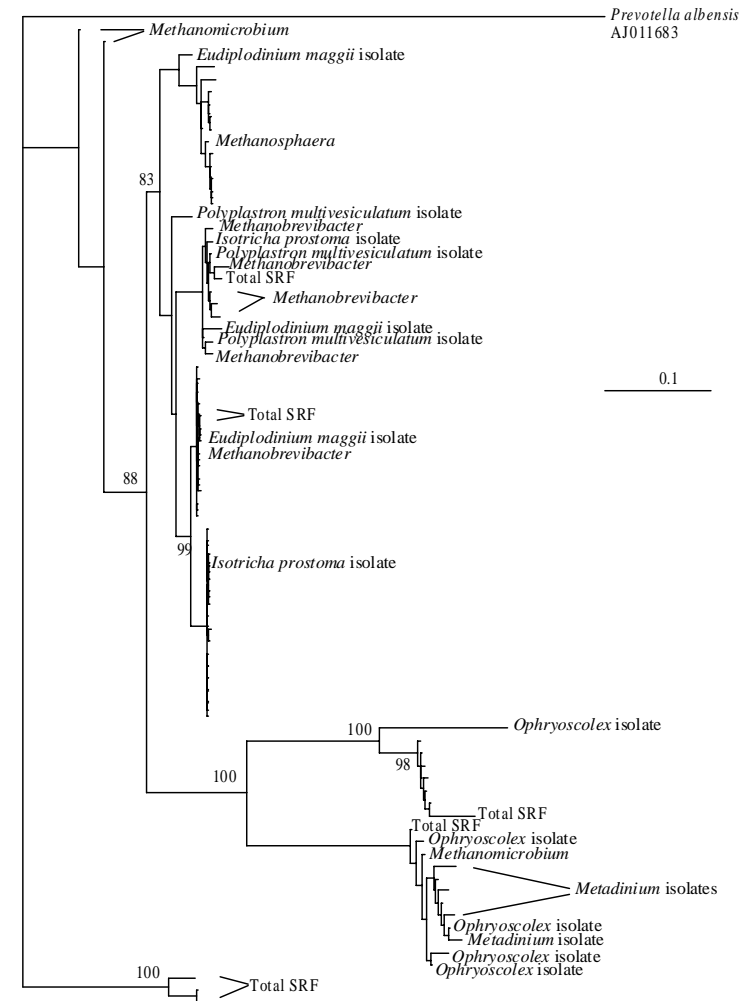 Prevotella albensis
AJ011683
Methanomicrobium
Eudiplodinium maggii isolate
Methanosphaera
83
Polyplastron multivesiculatum isolate
Methanobrevibacter
Isotricha prostoma isolate
Polyplastron multivesiculatum isolate
Methanobrevibacter
Total SRF
Methanobrevibacter
Eudiplodinium maggii isolate
Polyplastron multivesiculatum isolate
Methanobrevibacter
0.1
Total SRF
Eudiplodinium maggii isolate
Methanobrevibacter
88
99
Isotricha prostoma isolate
Ophryoscolex isolate
100
98
100
Total SRF
Total SRF
Ophryoscolex isolate
Methanomicrobium
Metadinium isolates
Ophryoscolex isolate
Metadinium isolate
Ophryoscolex isolate
Ophryoscolex isolate
100
Total SRF